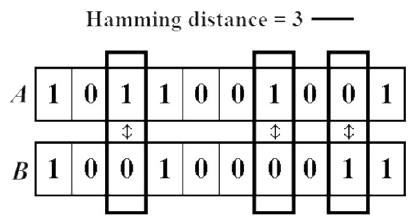 Hamming distance = 3
A 1 0 1 1 0 0 1 0 0 1
B 1 0 0 1 0 0 0 0 1 1